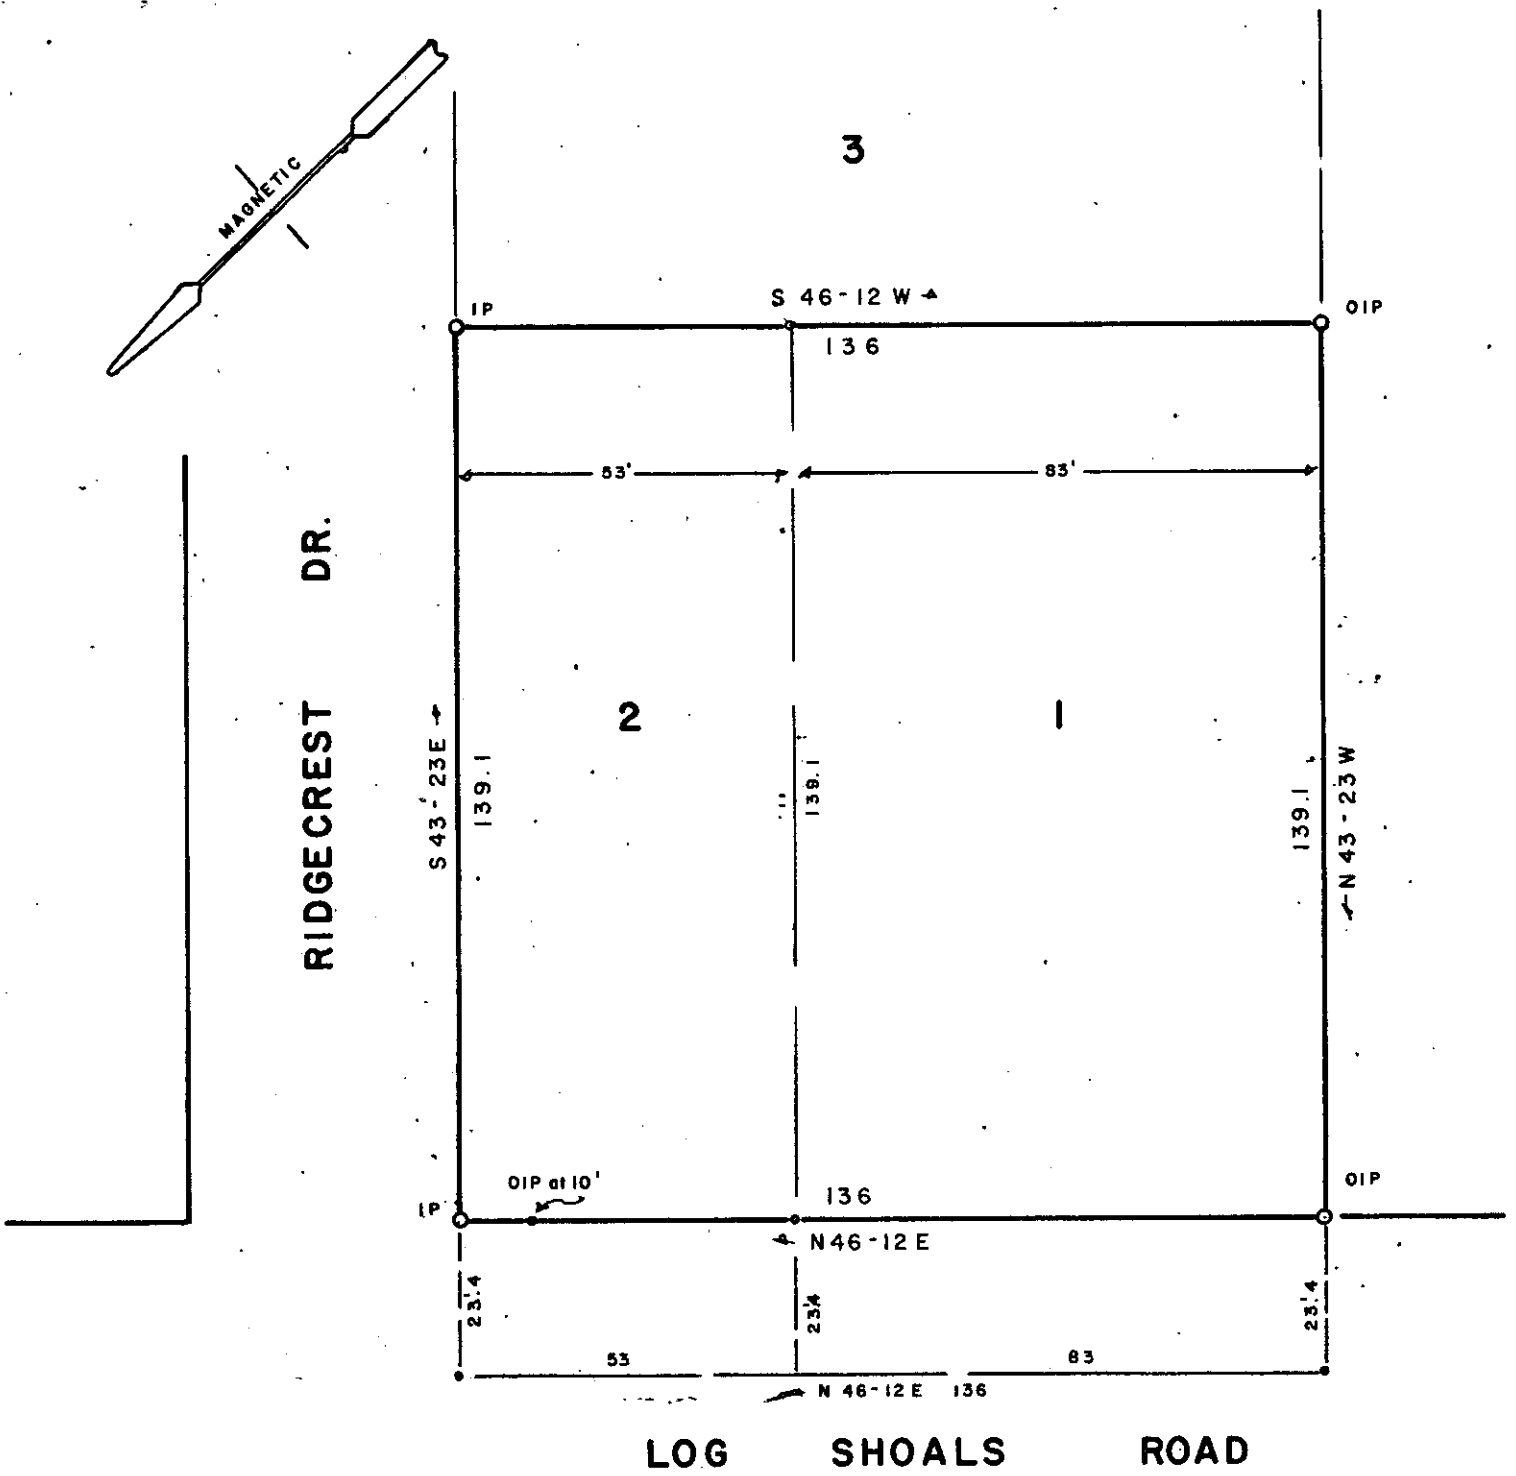 MAGNETIC
3
S 46-12 W
IP
OIP
136
53'
83'
RIDGECREST DR.
2
1
S 43-23E
139.1
139.1
139.1
N 43-23W
OIP at 10'
IP
136
OIP
N46-12E
23.'4
23.'4
23.'4
53
83
N 46-12E 136
LOG SHOALS ROAD